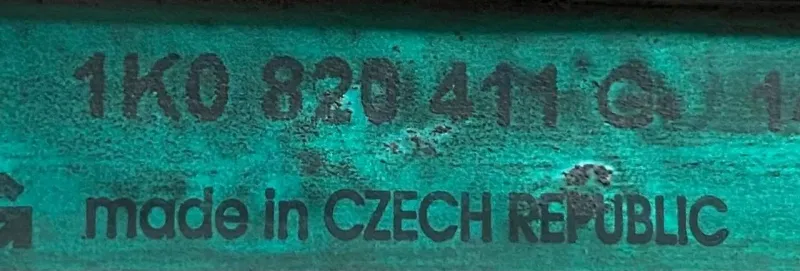 1K0 820 411 G
made in CZECH REPUBLIC